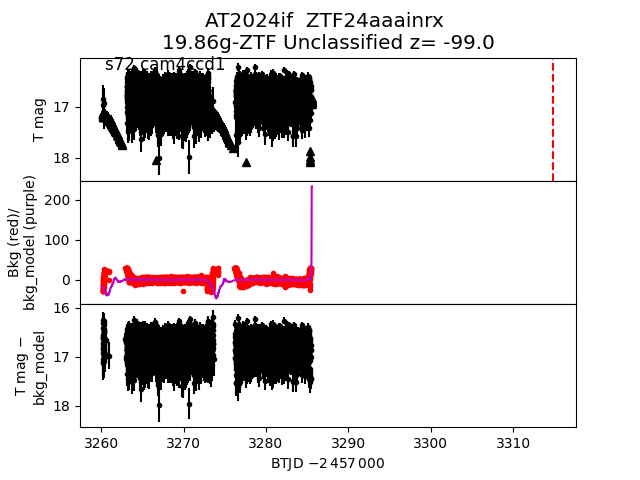 AT2024if ZTF24aaainrx
19.86g-ZTF Unclassified z= -99.0
s72 cam4ccd1
T mag
17
18
Bkg (red)/
bkg_model (purple)
200
100
0
T mag −
bkg_model
16
17
18
3260 3270 3280 3290 3300 3310
BTJD −2 457 000